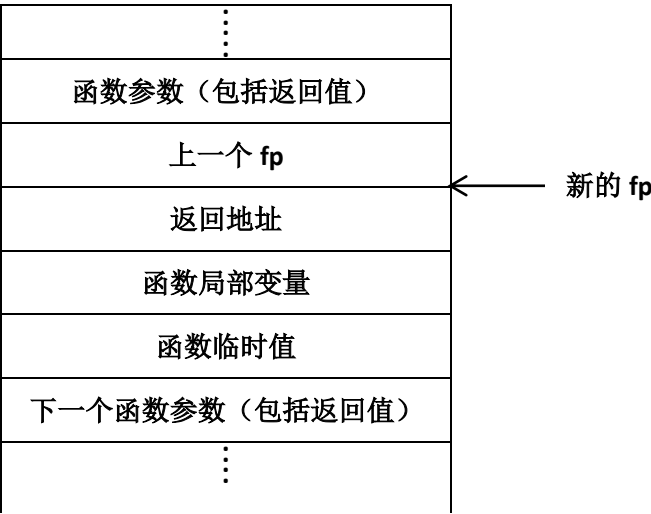 函数参数（包括返回值）
上一个 fp
新的 fp
返回地址
函数局部变量
函数临时值
下一个函数参数（包括返回值）